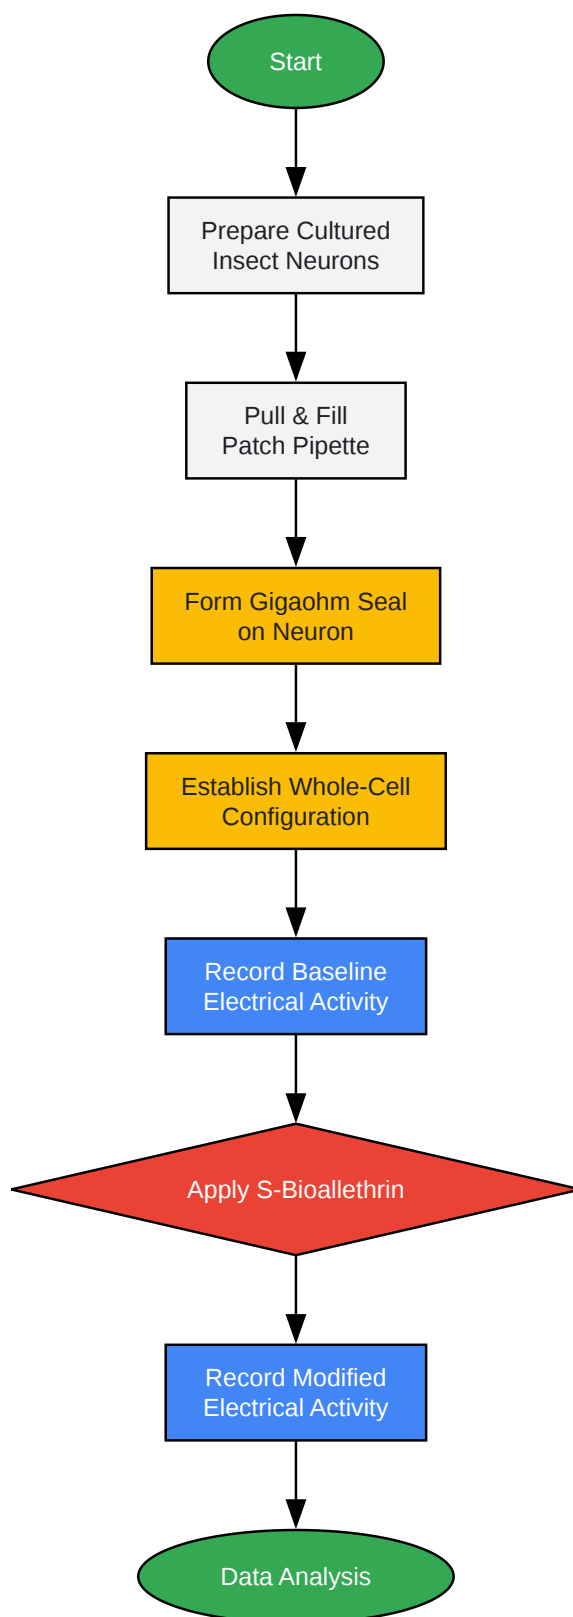 Start
Prepare Cultured
Insect Neurons
Pull & Fill
Patch Pipette
Form Gigaohm Seal
on Neuron
Establish Whole-Cell
Configuration
Record Baseline
Electrical Activity
Apply S-Bioallethrin
Record Modified
Electrical Activity
Data Analysis